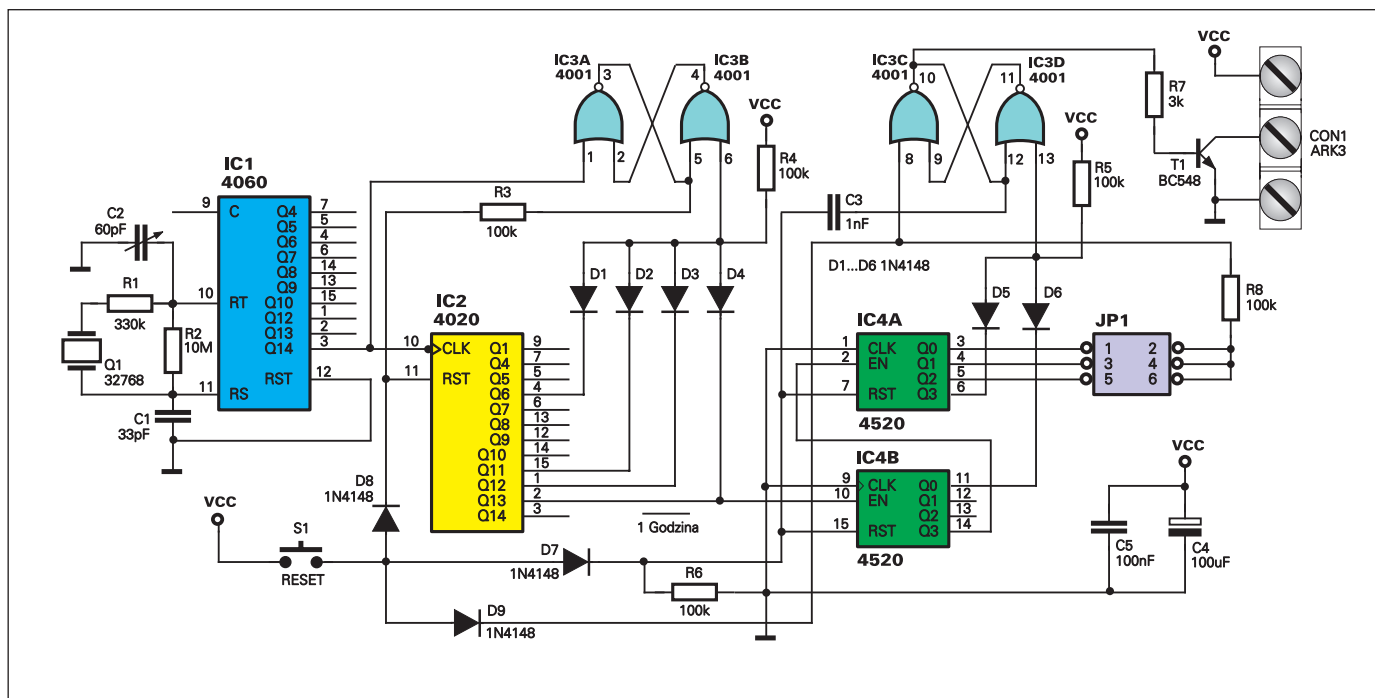 IC3A
4001
3
IC3B
4001
4
1
2
5
6
VCC
R4
100k
IC3C
4001
10
IC3D
4001
11
8
9
12
13
VCC
R5
100k
R7
3k
VCC
T1
BC548
CON1
ARK3
IC1
4060
9
C
Q4
7
Q5
5
Q6
4
Q7
6
Q8
14
Q9
13
Q10
15
Q12
1
Q13
2
Q14
3
10
RT
RST
12
11
RS
C2
60pF
R1
330k
R2
10M
Q1
32768
C1
33pF
R3
100k
C3
1nF
D1...D6 1N4148
D1
D2
D3
D4
D5
D6
R8
100k
IC2
4020
10
CLK
11
RST
Q1
9
Q4
7
Q5
5
Q6
4
Q7
6
Q8
13
Q9
12
Q10
14
Q11
15
Q12
1
Q13
2
Q14
3
1 Godzina
IC4A
1
CLK
2
EN
7
RST
Q0
3
Q1
4
Q2
5
Q3
6
4520
JP1
1
2
3
4
5
6
IC4B
9
CLK
10
EN
15
RST
Q0
11
Q1
12
Q2
13
Q3
14
4520
VCC
C5
100nF
C4
100uF
D8
1N4148
VCC
S1
RESET
D7
1N4148
R6
100k
D9
1N4148